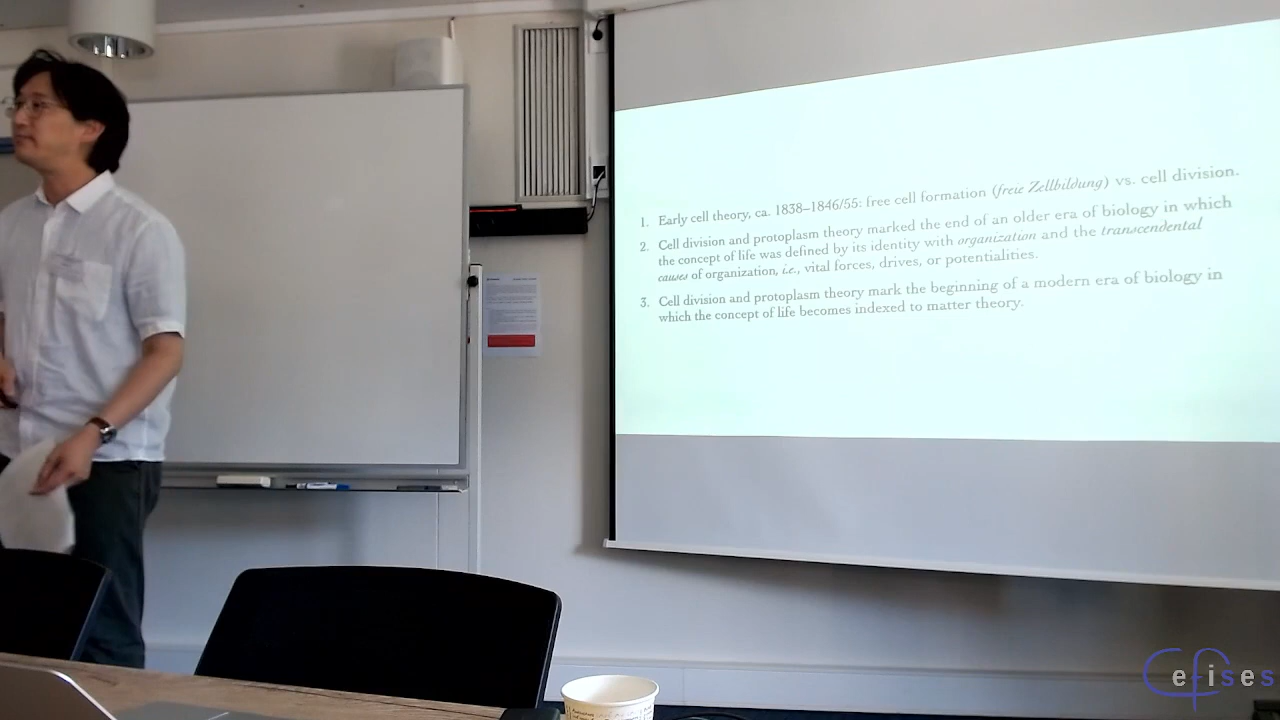 1. Early cell theory, ca. 1838–1846/55: free cell formation (freie Zellbildung) vs. cell division.
2. Cell division and protoplasm theory marked the end of an older era of biology in which
the concept of life was defined by its identity with organization and the transcendental
causes of organization, i.e., vital forces, drives, or potentialities.
3. Cell division and protoplasm theory mark the beginning of a modern era of biology in
which the concept of life becomes indexed to matter theory.
efises